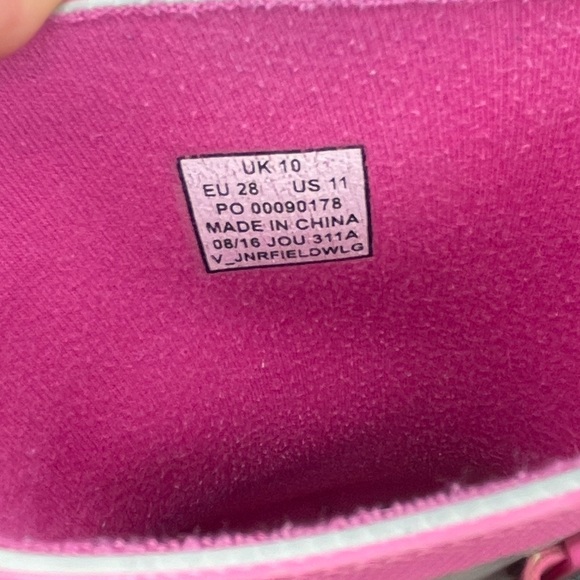 UK 10
EU 28 US 11
PO 00090178
MADE IN CHINA
08/16 JOU 311A
V_JNRFIELDWLG